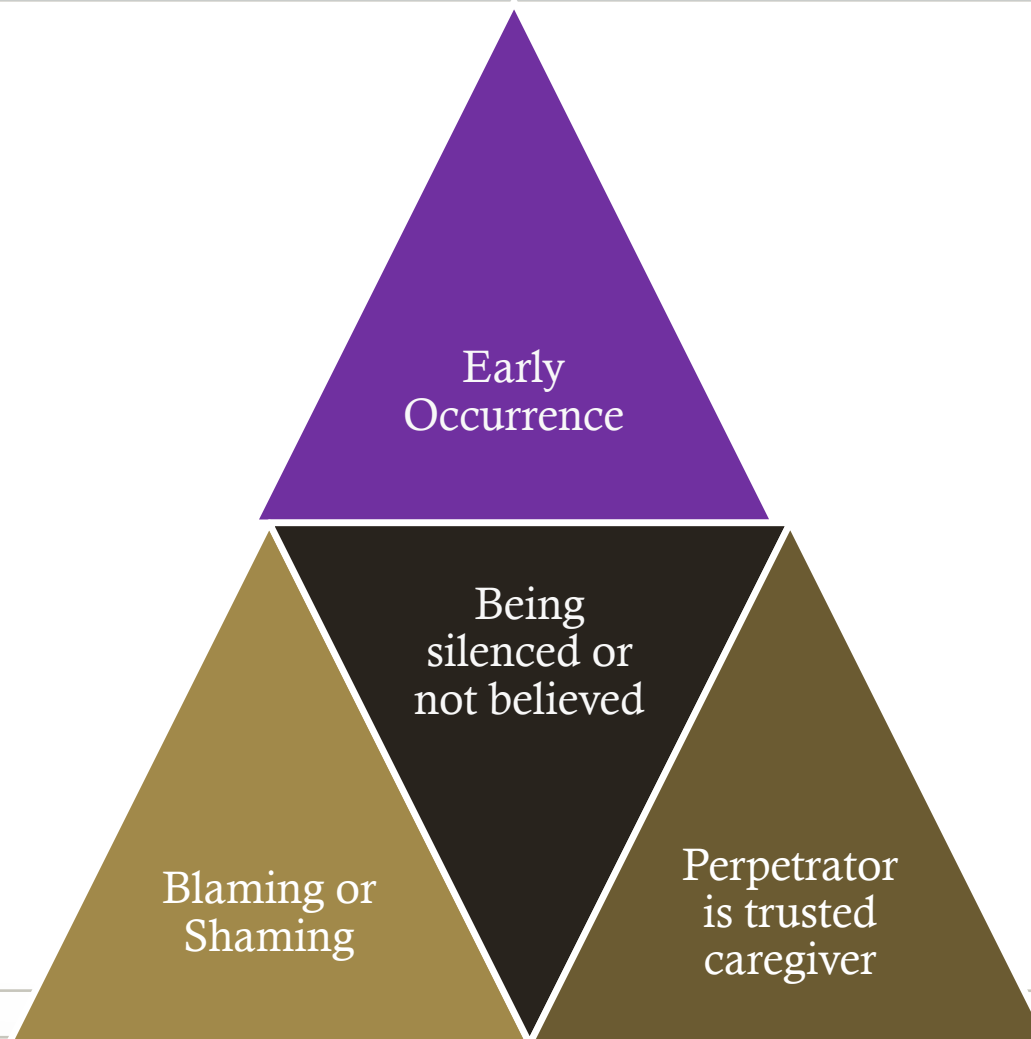 Early
Occurrence
Being
silenced or
not believed
Blaming or
Shaming
Perpetrator
is trusted
caregiver